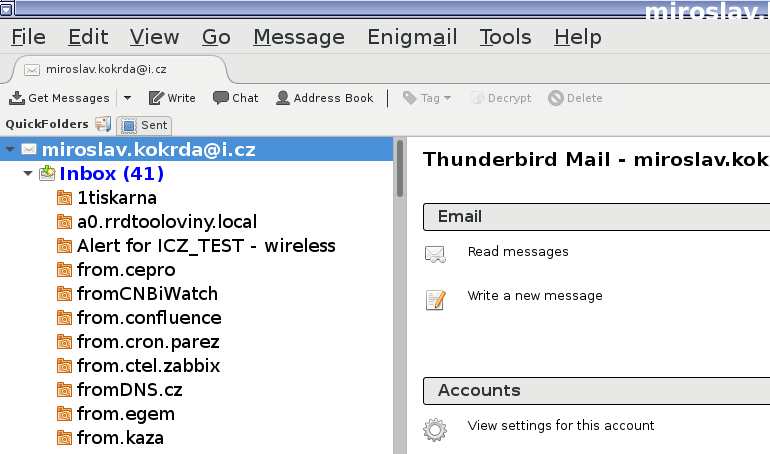 miroslav.
File Edit View Go Message Enigmail Tools Help
miroslav.kokrda@i.cz
Get Messages Write Chat Address Book Tag Decrypt Delete
QuickFolders Sent
miroslav.kokrda@i.cz
Inbox (41)
1tiskarna
a0.rrdtooloviny.local
Alert for ICZ_TEST - wireless
from.cepro
fromCNBiWatch
from.confluence
from.cron.parez
from.ctel.zabbix
fromDNS.cz
from.egem
from.kaza
Thunderbird Mail - miroslav.kok
Email
Read messages
Write a new message
Accounts
View settings for this account